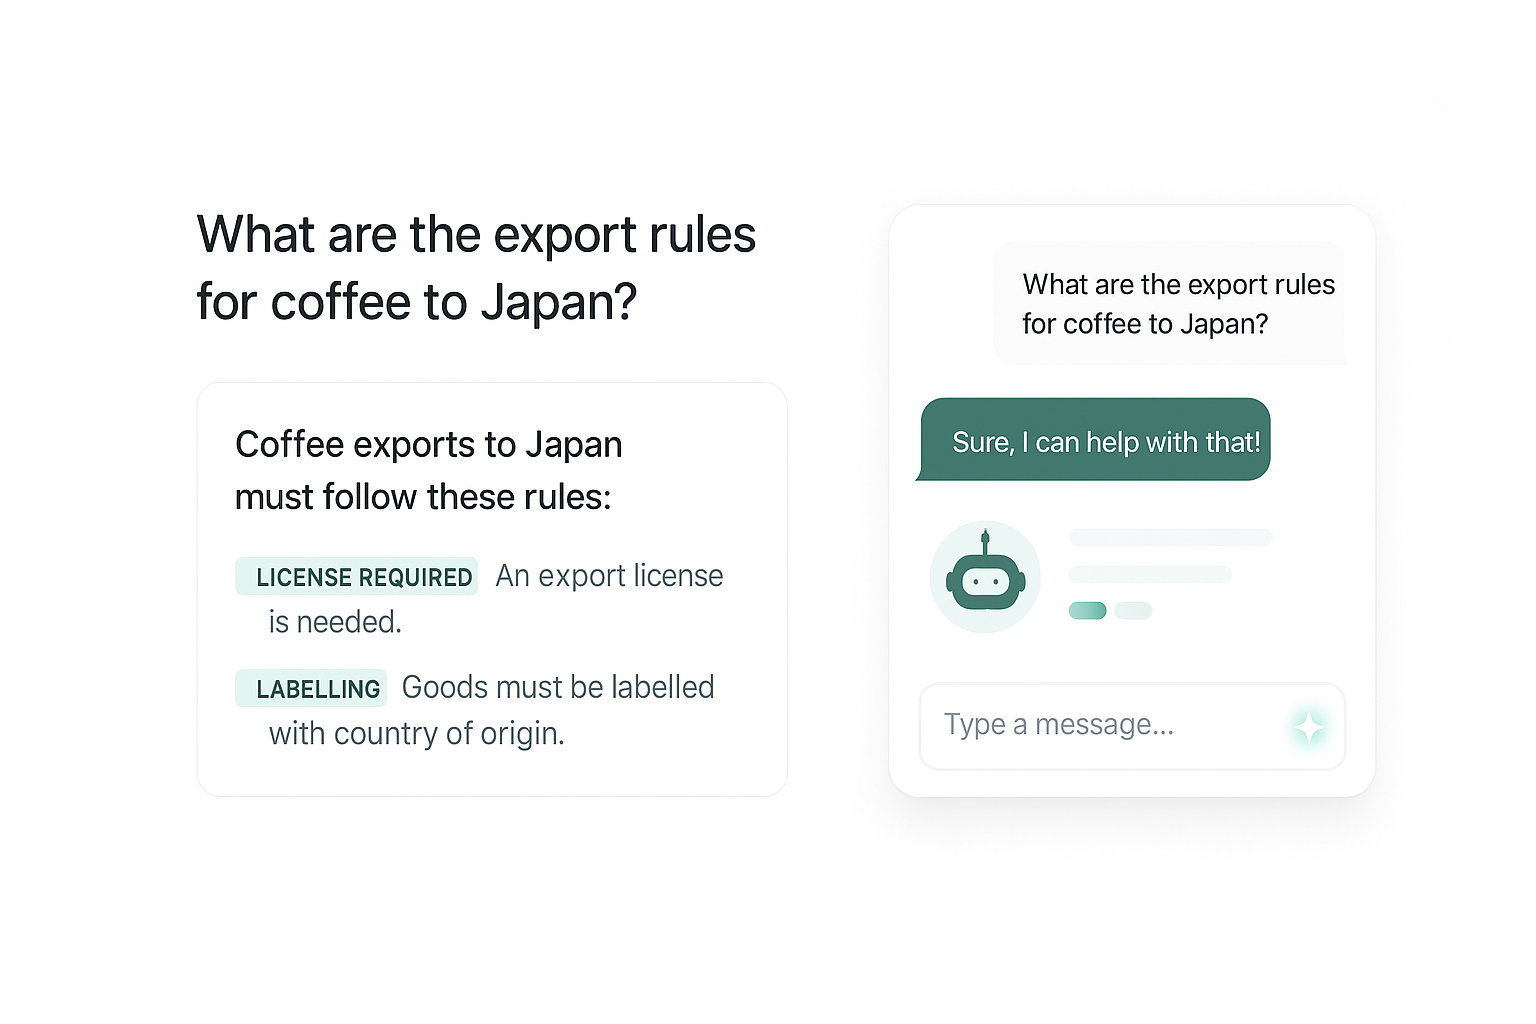 What are the export rules
for coffee to Japan?
Coffee exports to Japan
must follow these rules:
LICENSE REQUIRED An export license
is needed.
LABELLING Goods must be labelled
with country of origin.
What are the export rules
for coffee to Japan?
Sure, I can help with that!
Type a message...